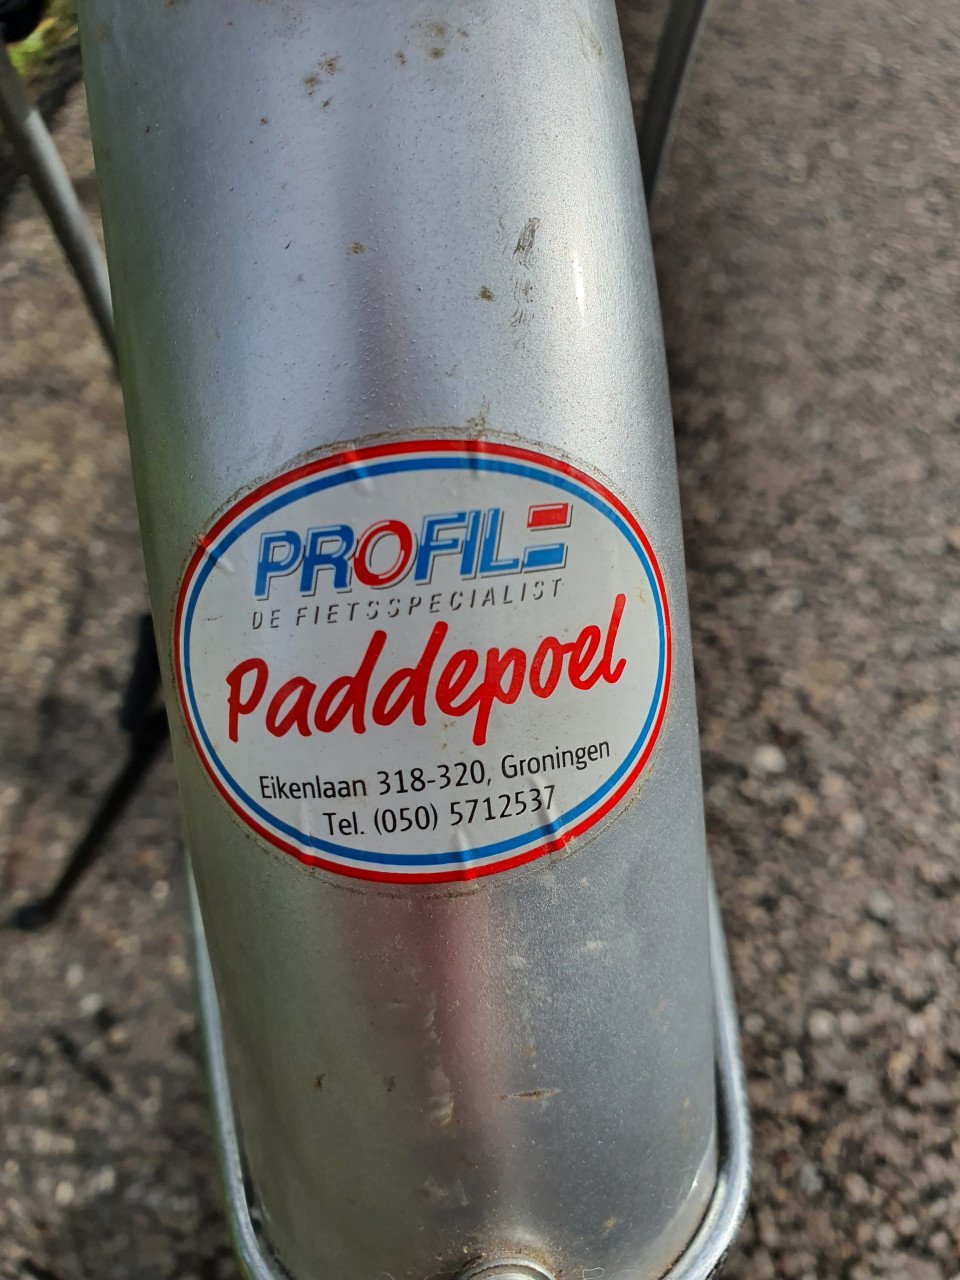 PROFILE
DE FIETSSPECIALIST
Paddepoel
Eikenlaan 318-320, Groningen
Tel. (050) 5712537